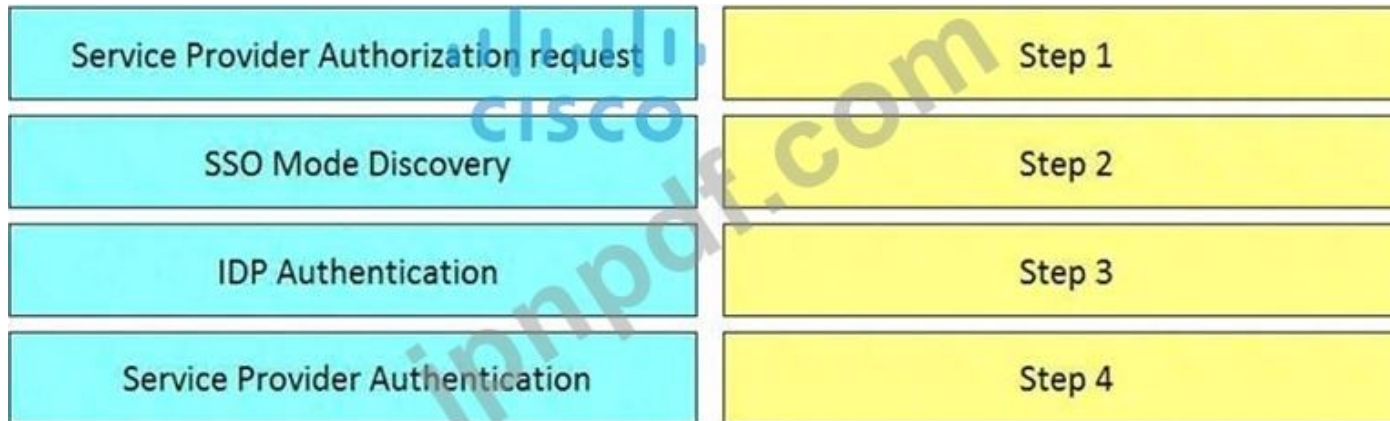 Service Provider Authorization request
Step 1
CISCO
SSO Mode Discovery
Step 2
IDP Authentication
Step 3
Service Provider Authentication
Step 4
jpnpdf.com